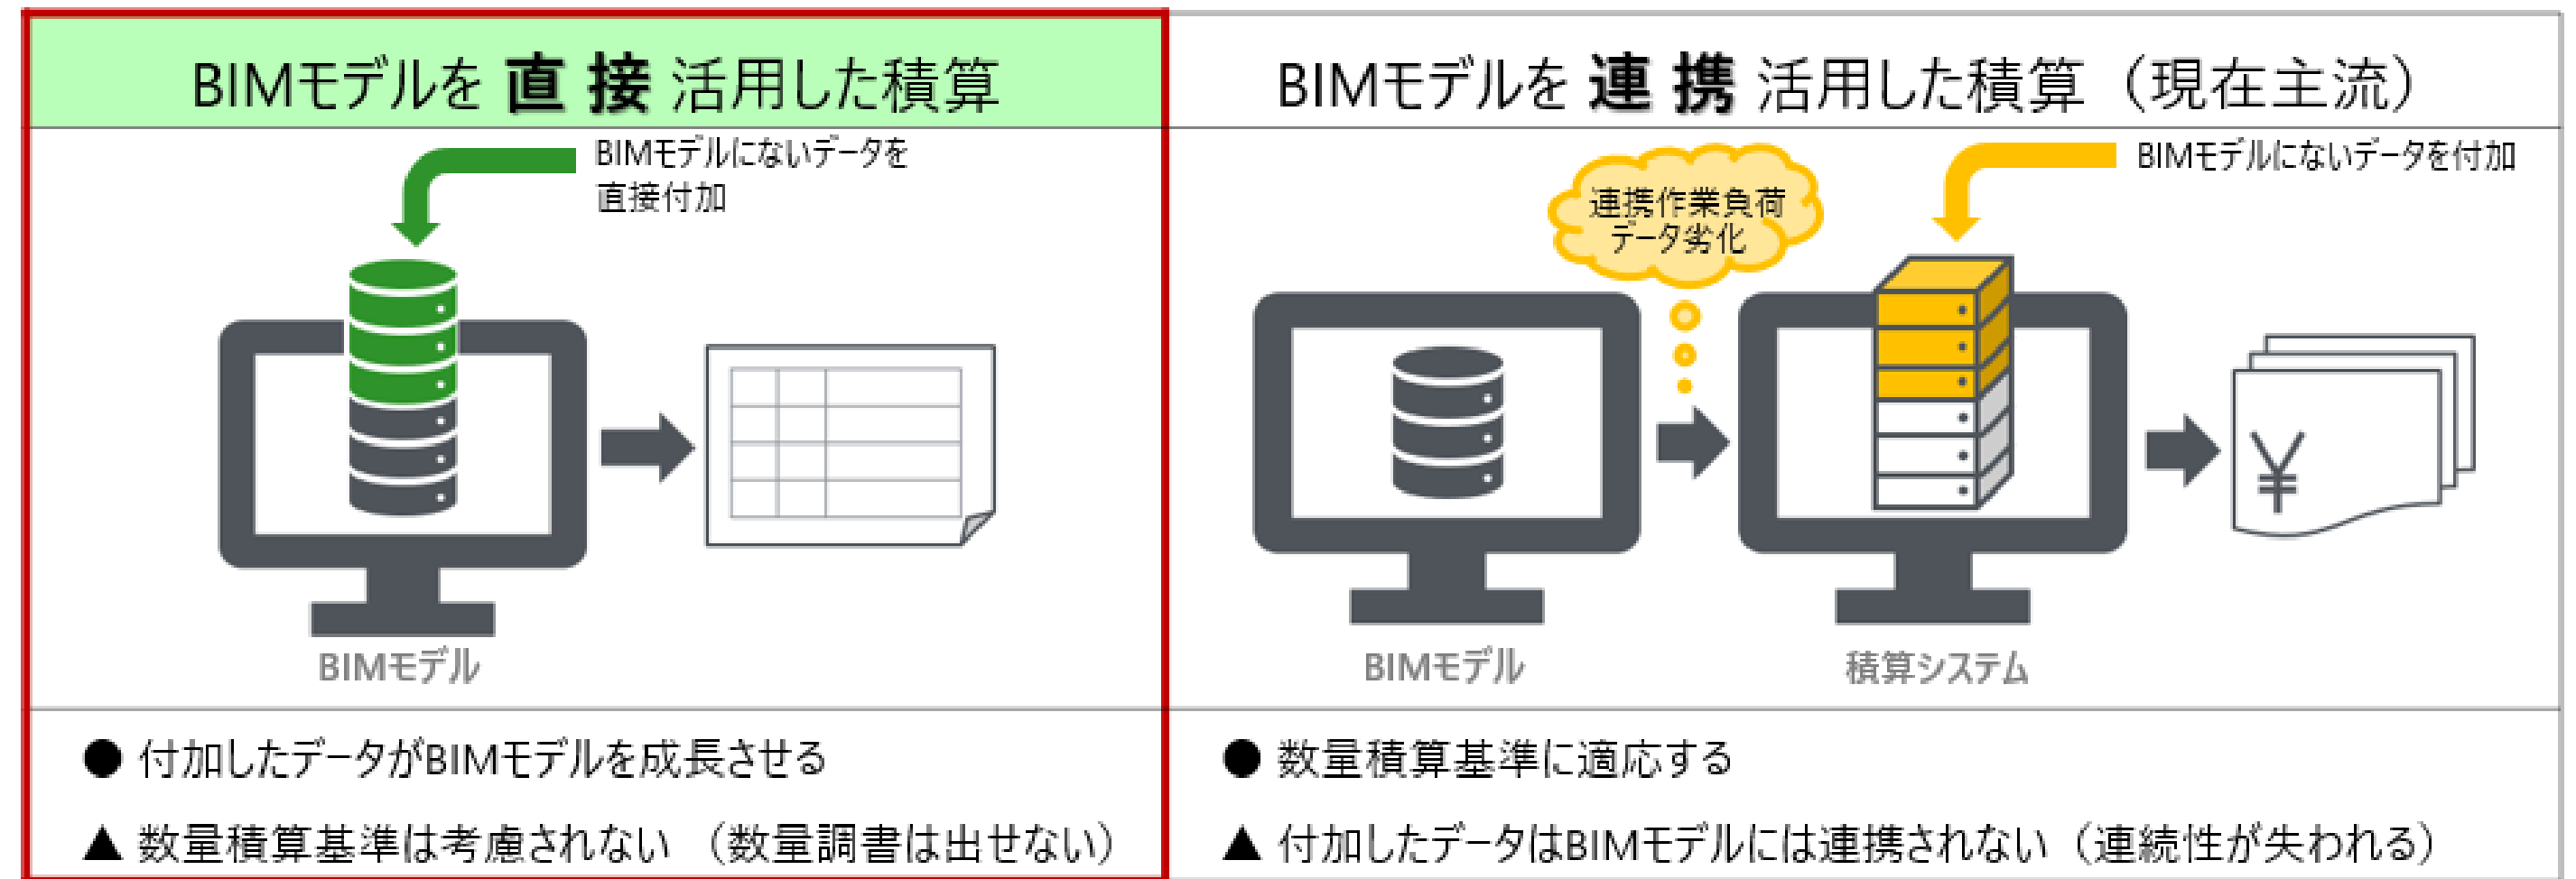 BIMモデルを 直 接 活用した積算
BIMモデルを 連 携 活用した積算（現在主流）
BIMモデルにないデータを
直接付加
BIMモデル
連携作業負荷
データ劣化
BIMモデルにないデータを付加
¥
BIMモデル
積算システム
● 付加したデータがBIMモデルを成長させる
▲ 数量積算基準は考慮されない （数量調書は出せない）
● 数量積算基準に適応する
▲ 付加したデータはBIMモデルには連携されない（連続性が失われる）